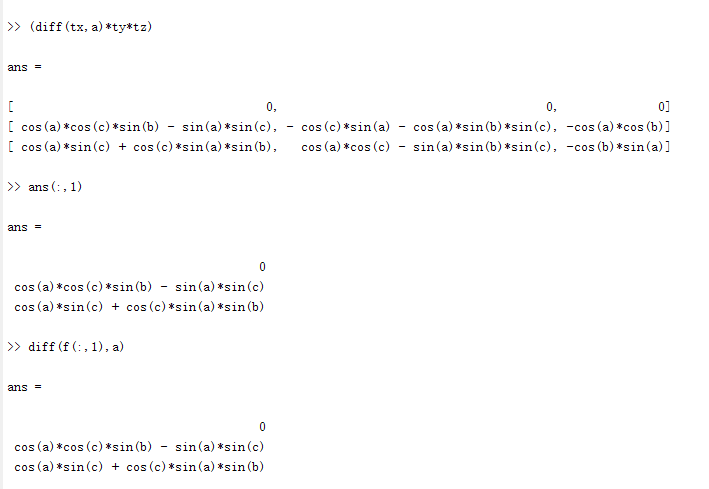 >> (diff(tx,a)*ty*tz)
ans =
[                                 0,                                   0,             0]
[ cos(a)*cos(c)*sin(b) - sin(a)*sin(c), - cos(c)*sin(a) - cos(a)*sin(b)*sin(c), -cos(a)*cos(b)]
[ cos(a)*sin(c) + cos(c)*sin(a)*sin(b),   cos(a)*cos(c) - sin(a)*sin(b)*sin(c), -cos(b)*sin(a)]
>> ans(:,1)
ans =
0
cos(a)*cos(c)*sin(b) - sin(a)*sin(c)
cos(a)*sin(c) + cos(c)*sin(a)*sin(b)
>> diff(f(:,1),a)
ans =
0
cos(a)*cos(c)*sin(b) - sin(a)*sin(c)
cos(a)*sin(c) + cos(c)*sin(a)*sin(b)